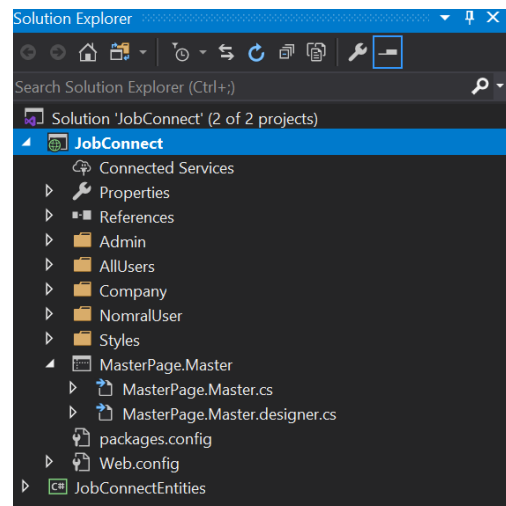 Solution Explorer
Search Solution Explorer (Ctrl+;)
Solution 'JobConnect' (2 of 2 projects)
JobConnect
Connected Services
Properties
References
Admin
AllUsers
Company
NomralUser
Styles
MasterPage.Master
MasterPage.Master.cs
MasterPage.Master.designer.cs
packages.config
Web.config
C# JobConnectEntities